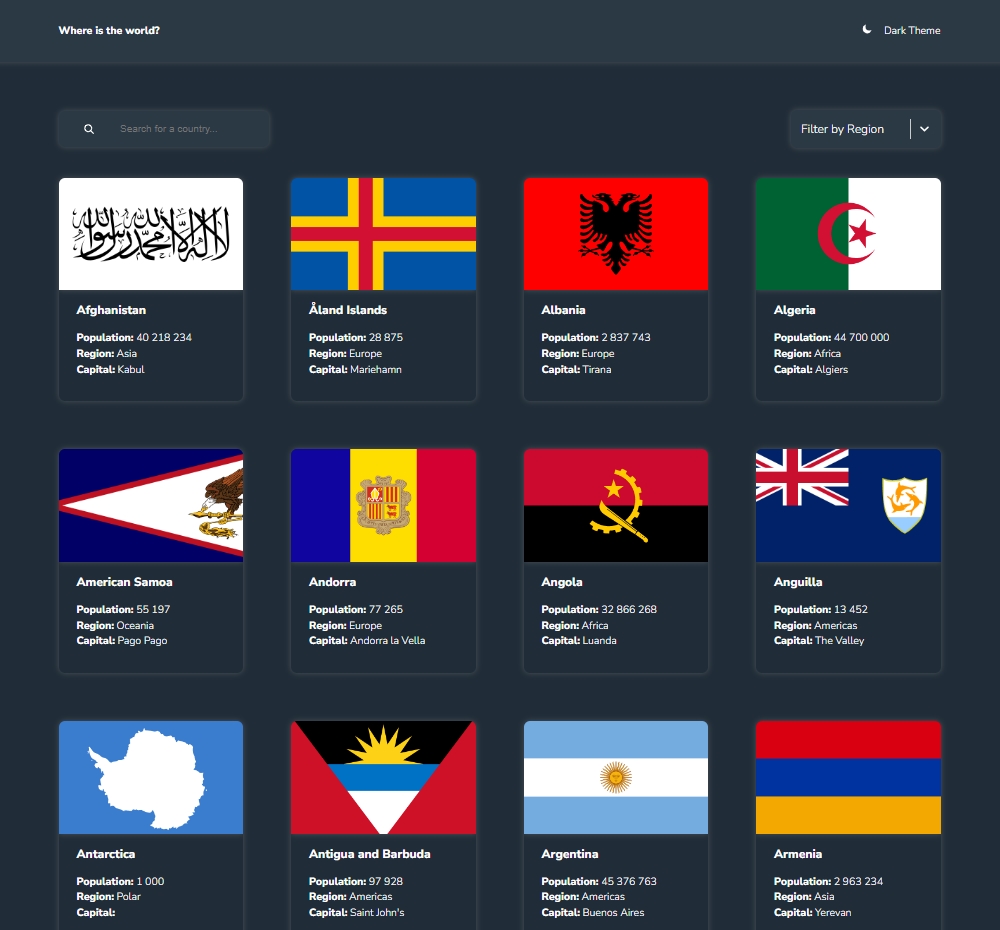 Where is the world?
Dark Theme
Search for a country...
Filter by Region
لا إله إلا الله محمد رسول الله
Afghanistan
Population: 40 218 234
Region: Asia
Capital: Kabul
Åland Islands
Population: 28 875
Region: Europe
Capital: Mariehamn
Albania
Population: 2 837 743
Region: Europe
Capital: Tirana
Algeria
Population: 44 700 000
Region: Africa
Capital: Algiers
American Samoa
Population: 55 197
Region: Oceania
Capital: Pago Pago
Andorra
Population: 77 265
Region: Europe
Capital: Andorra la Vella
Angola
Population: 32 866 268
Region: Africa
Capital: Luanda
Anguilla
Population: 13 452
Region: Americas
Capital: The Valley
Antarctica
Population: 1 000
Region: Polar
Capital:
Antigua and Barbuda
Population: 97 928
Region: Americas
Capital: Saint John's
Argentina
Population: 45 376 763
Region: Americas
Capital: Buenos Aires
Armenia
Population: 2 963 234
Region: Asia
Capital: Yerevan